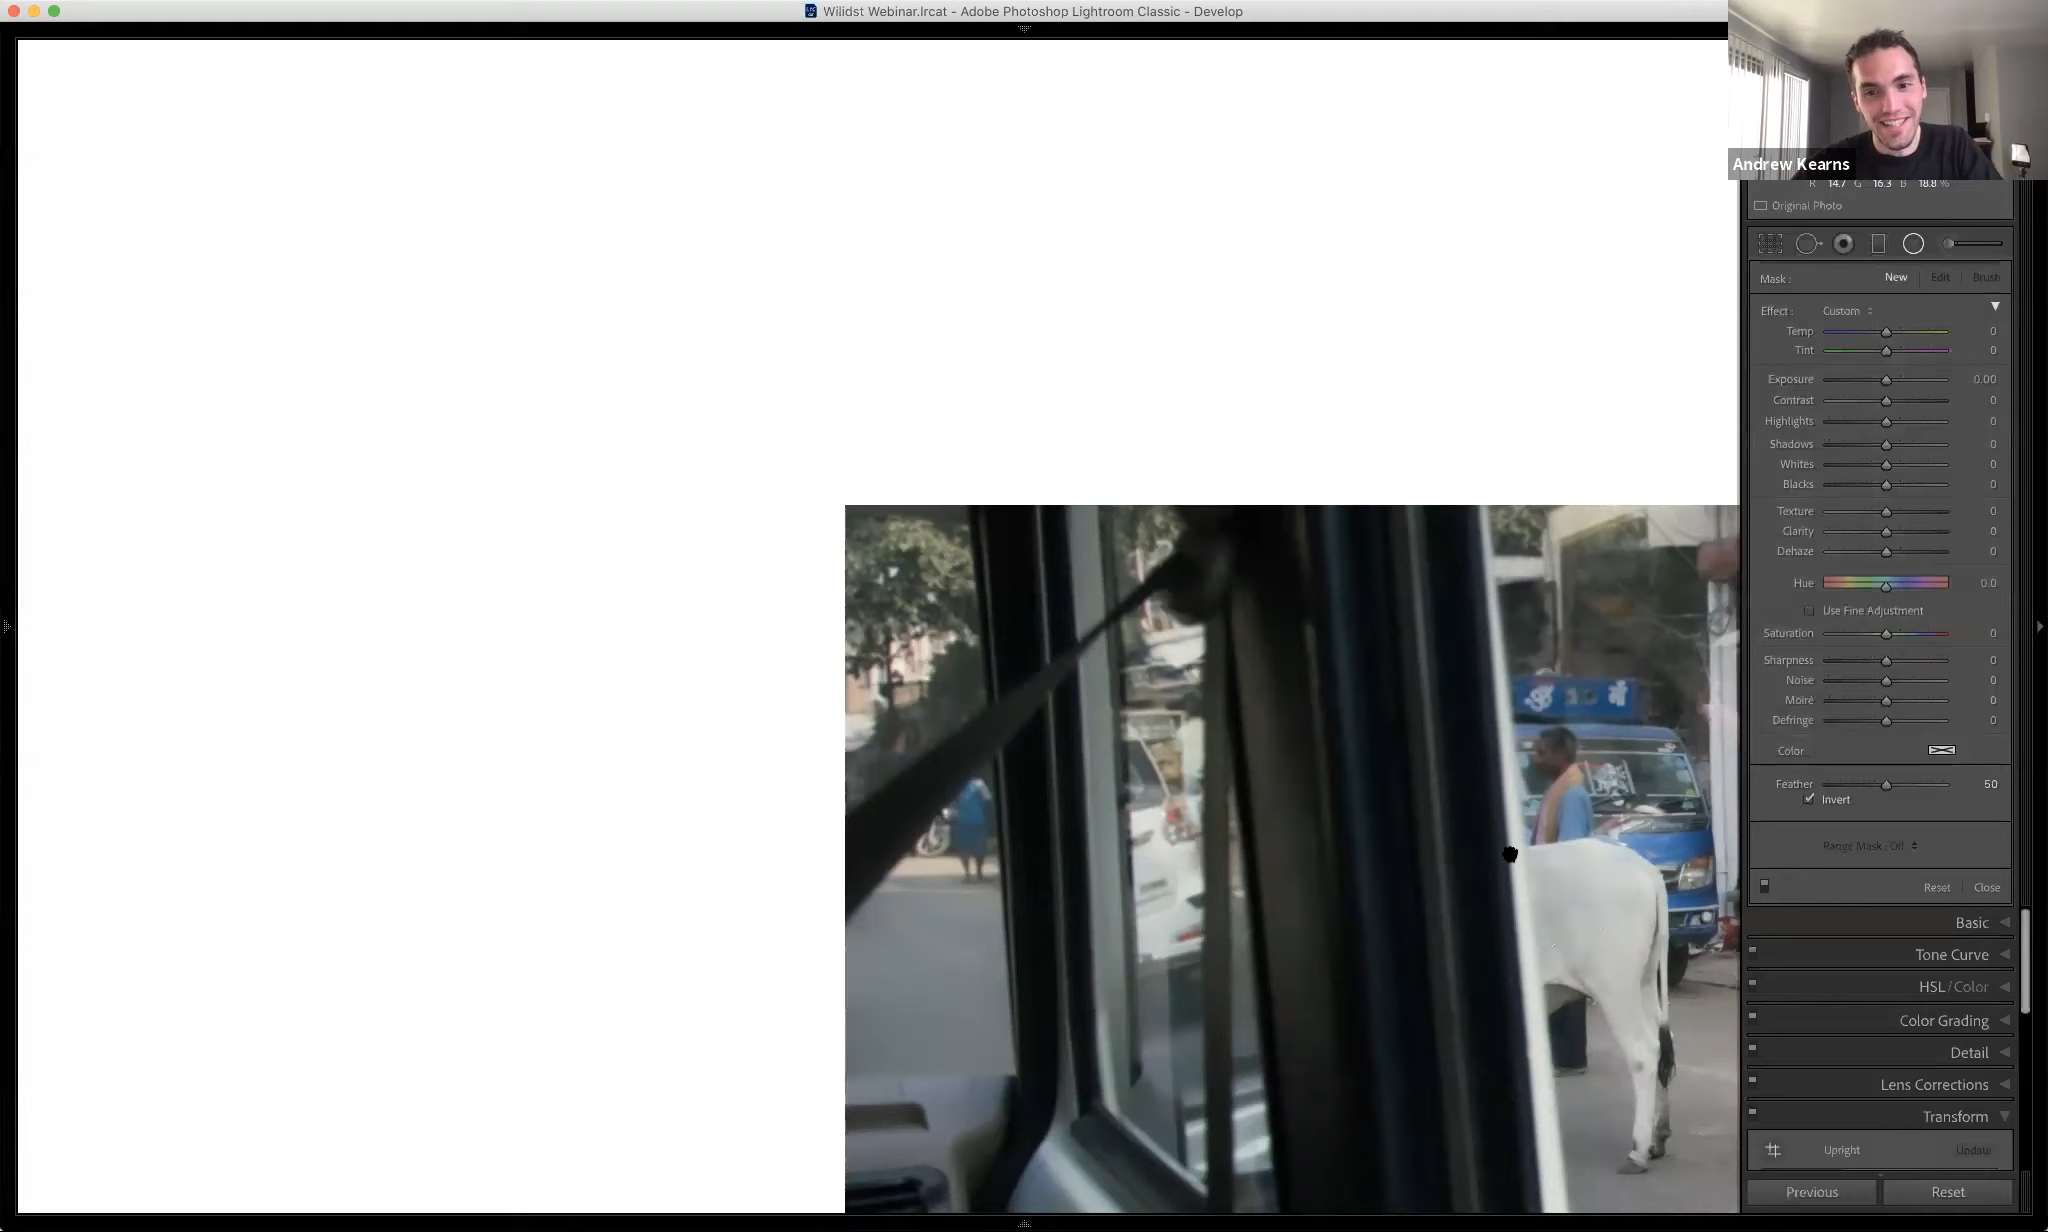 Wilidst Webinar.lrcat - Adobe Photoshop Lightroom Classic - Develop
Andrew Kearns
R 14.7 G 16.3 B 18.8 %
Original Photo
Mask : New Edit Brush
Effect : Custom
Temp 0
Tint 0
Exposure 0.00
Contrast 0
Highlights 0
Shadows 0
Whites 0
Blacks 0
Texture 0
Clarity 0
Dehaze 0
Hue 0.0
Use Fine Adjustment
Saturation 0
Sharpness 0
Noise 0
Moiré 0
Defringe 0
Color
Feather 50
Invert
Range Mask : Off
Reset Close
Basic
Tone Curve
HSL / Color
Color Grading
Detail
Lens Corrections
Transform
Upright Update
Previous Reset